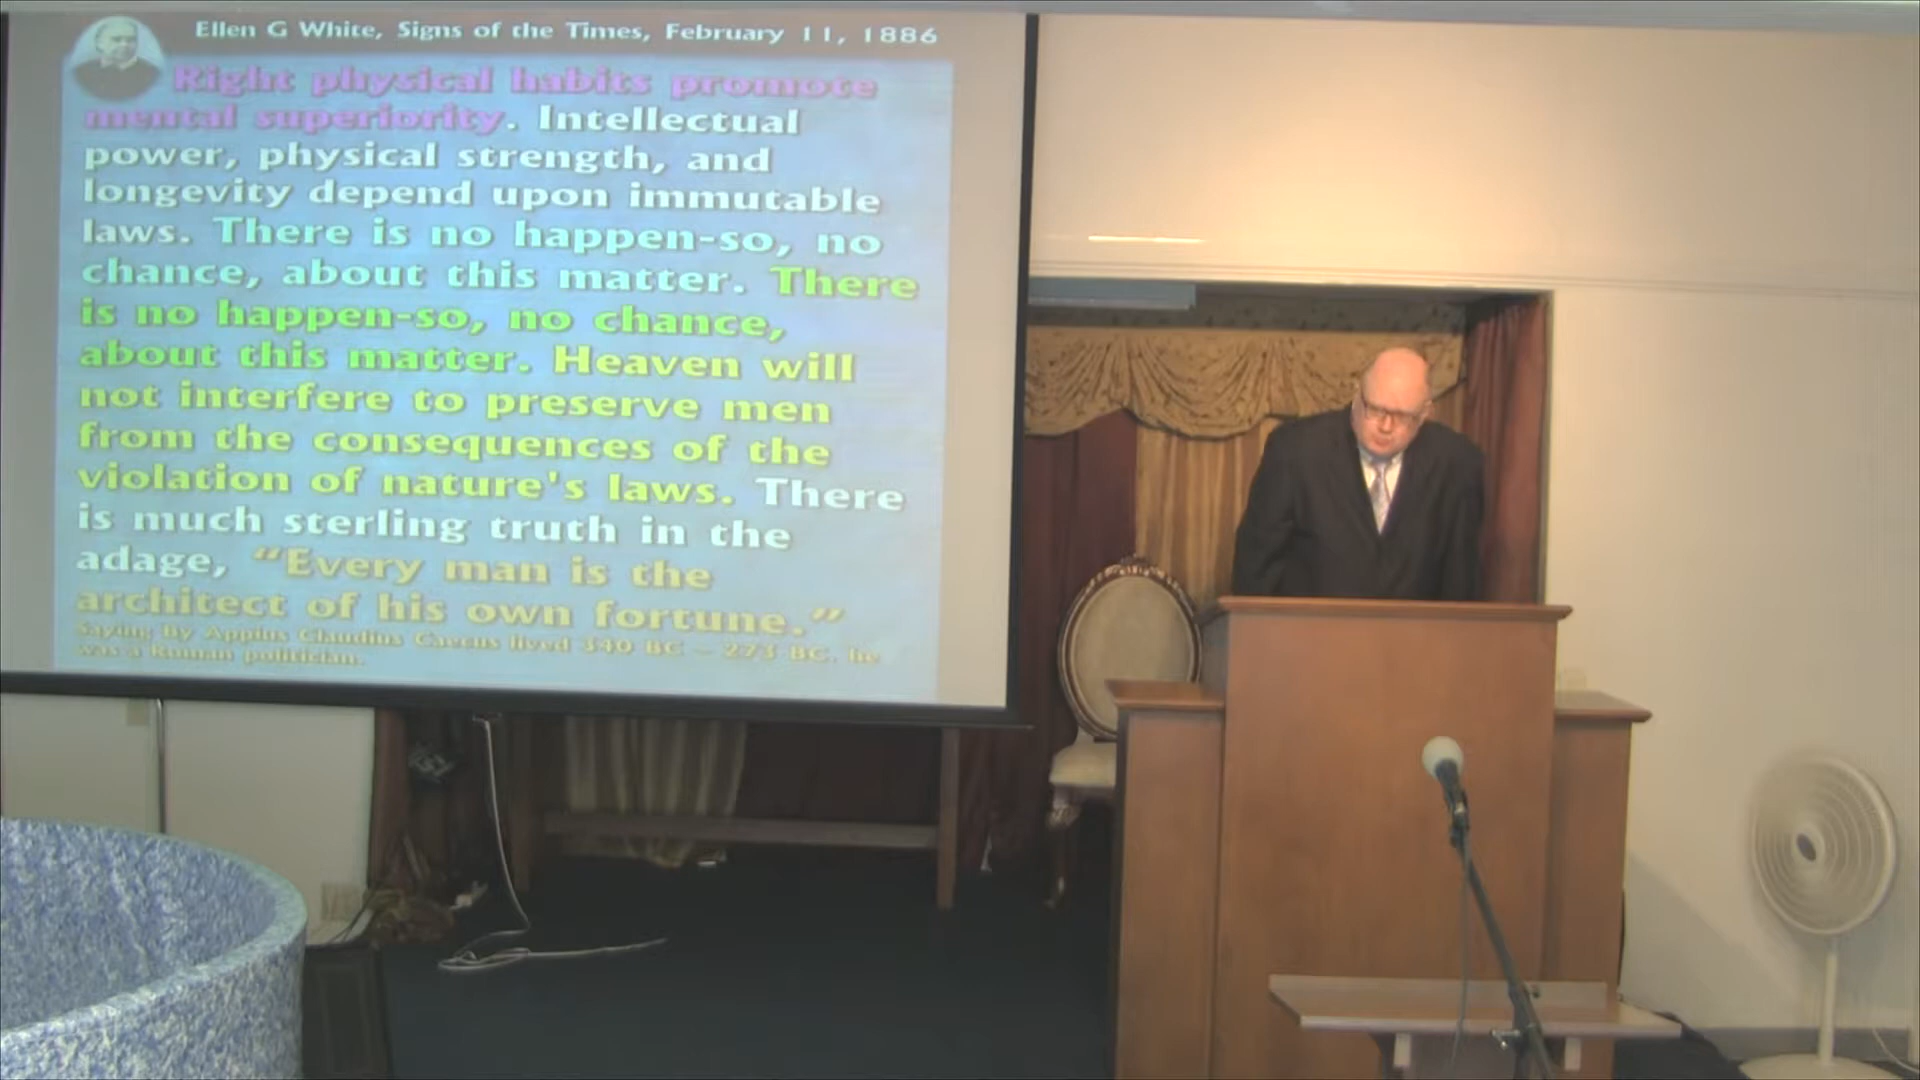 Ellen G White, Signs of the Times, February 11, 1886
Right physical habits promote
mental superiority. Intellectual
power, physical strength, and
longevity depend upon immutable
laws. There is no happen-so, no
chance, about this matter. There
is no happen-so, no chance,
about this matter. Heaven will
not interfere to preserve men
from the consequences of the
violation of nature's laws. There
is much sterling truth in the
adage, “Every man is the
architect of his own fortune.”
Saying By Appius Claudius Caecus lived 340 BC – 273 BC. he
was a Roman politician.